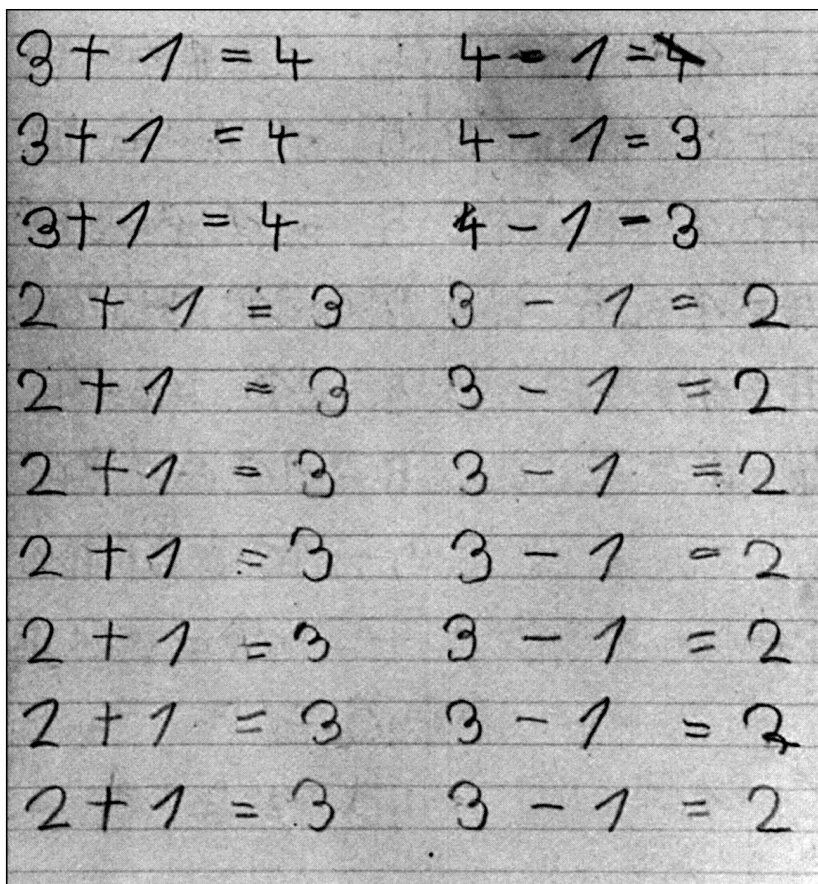 3 + 1 = 4 4 - 1 = 4
3 + 1 = 4 4 - 1 = 3
3 + 1 = 4 4 - 1 = 3
2 + 1 = 3 3 - 1 = 2
2 + 1 = 3 3 - 1 = 2
2 + 1 = 3 3 - 1 = 2
2 + 1 = 3 3 - 1 = 2
2 + 1 = 3 3 - 1 = 2
2 + 1 = 3 3 - 1 = 2
2 + 1 = 3 3 - 1 = 2